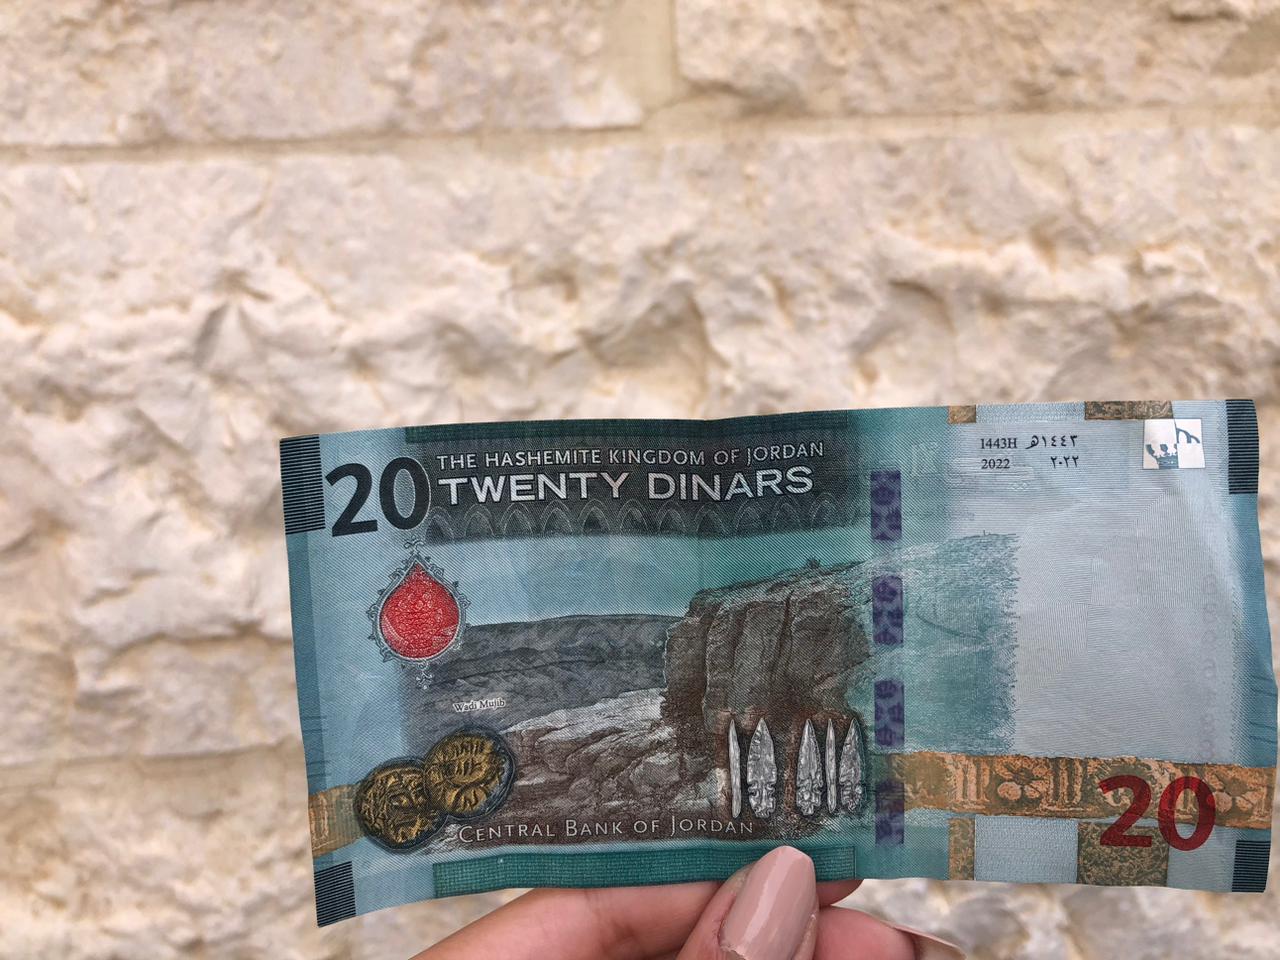 20
THE HASHEMITE KINGDOM OF JORDAN
TWENTY DINARS
1443H ١٤٤٣هـ
2022 ٢٠٢٢
Wadi Mujib
CENTRAL BANK OF JORDAN
20